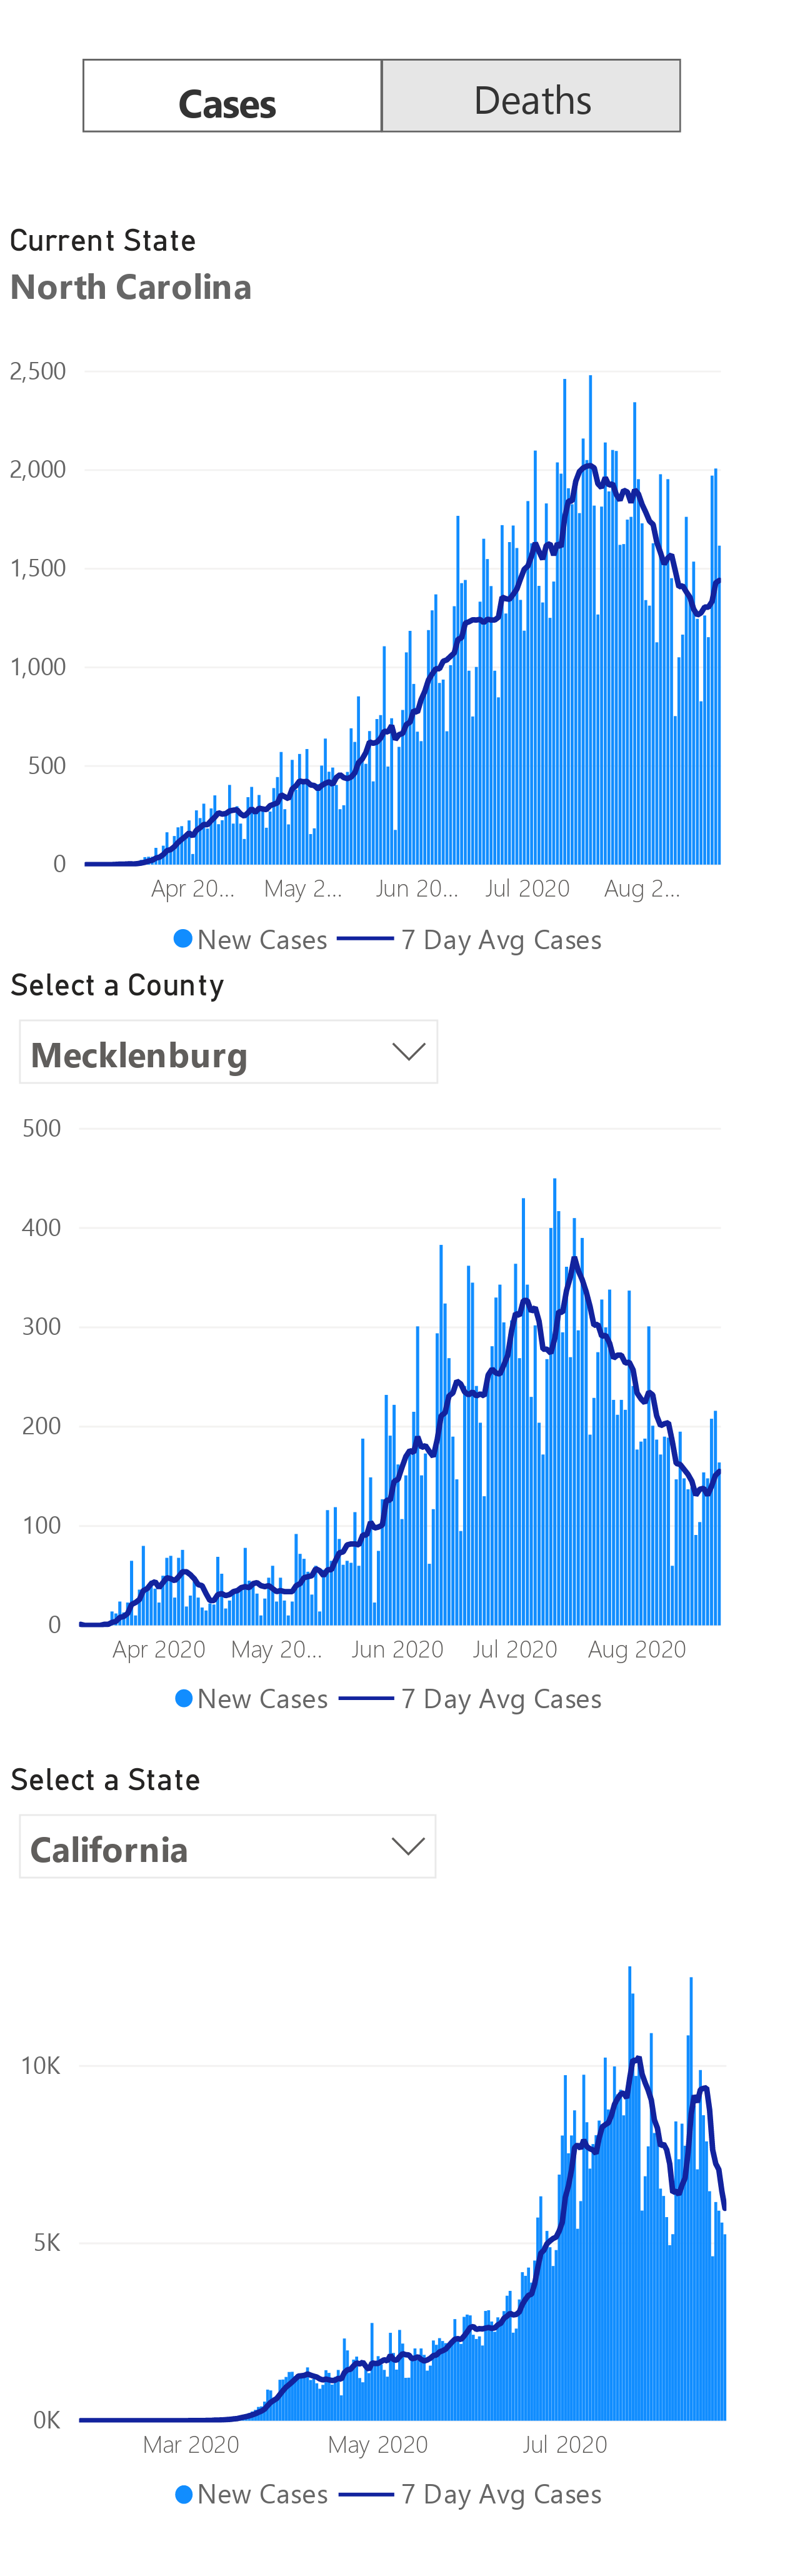 Cases Deaths
Current State
North Carolina
2,500
2,000
1,500
1,000
500
0
Apr 20... May 2... Jun 20... Jul 2020 Aug 2...
New Cases 7 Day Avg Cases
Select a County
Mecklenburg
500
400
300
200
100
0
Apr 2020 May 20... Jun 2020 Jul 2020 Aug 2020
New Cases 7 Day Avg Cases
Select a State
California
10K
5K
0K
Mar 2020 May 2020 Jul 2020
New Cases 7 Day Avg Cases